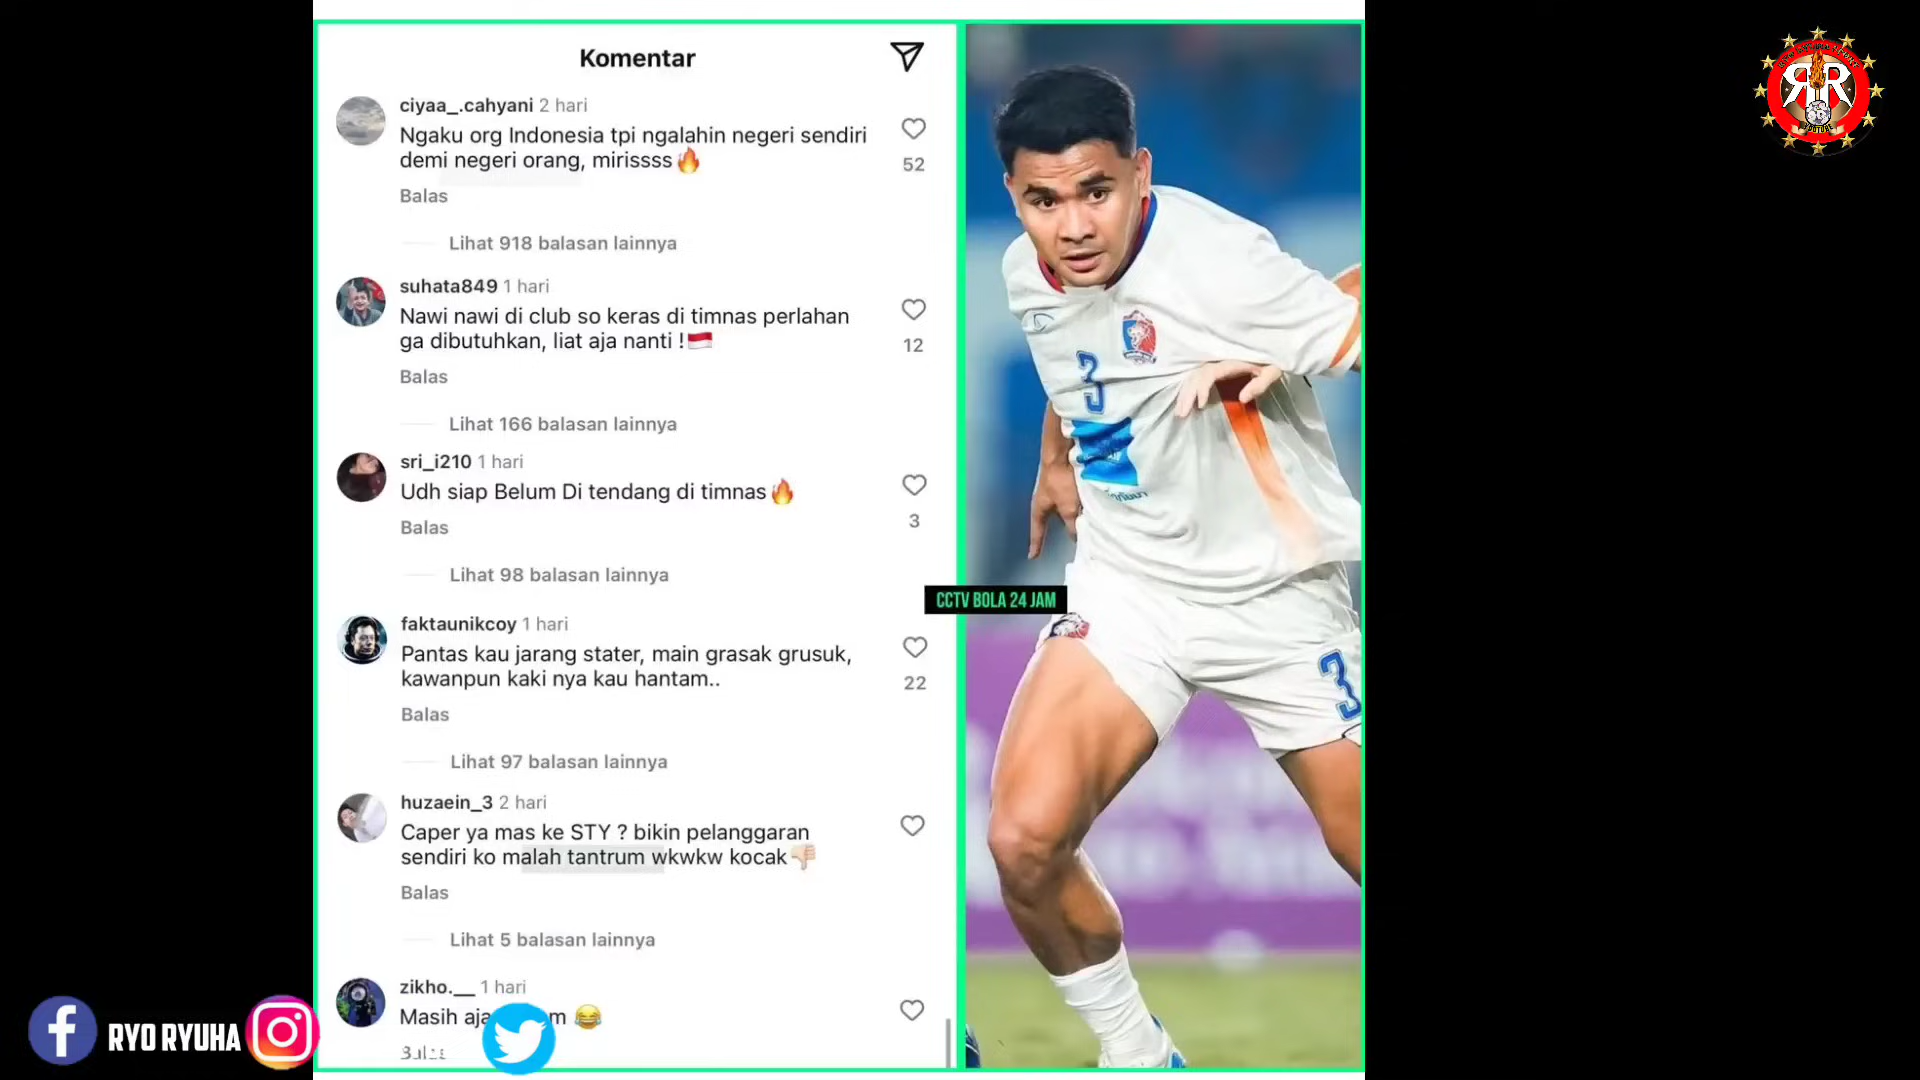 Komentar
ciyaa_.cahyani 2 hari
Ngaku org Indonesia tpi ngalahin negeri sendiri
demi negeri orang, mirissss🔥
52
Balas
Lihat 918 balasan lainnya
suhata849 1 hari
Nawi nawi di club so keras di timnas perlahan
ga dibutuhkan, liat aja nanti !🇮🇩
12
Balas
Lihat 166 balasan lainnya
sri_i210 1 hari
Udh siap Belum Di tendang di timnas🔥
3
Balas
Lihat 98 balasan lainnya
faktaunikcoy 1 hari
Pantas kau jarang stater, main grasak grusuk,
kawanpun kaki nya kau hantam..
22
Balas
Lihat 97 balasan lainnya
huzaein_3 2 hari
Caper ya mas ke STY ? bikin pelanggaran
sendiri ko malah tantrum wkwkw kocak👎🏻
Balas
Lihat 5 balasan lainnya
zikho.__ 1 hari
Masih aja 😂
CCTV BOLA 24 JAM
3
3
RYO RYUHA
RR
YOUTUBE